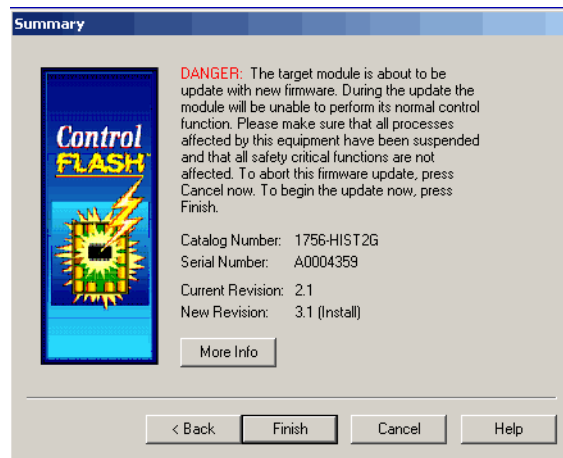 Summary
Control
FLASH
DANGER: The target module is about to be
update with new firmware. During the update the
module will be unable to perform its normal control
function. Please make sure that all processes
affected by this equipment have been suspended
and that all safety critical functions are not
affected. To abort this firmware update, press
Cancel now. To begin the update now, press
Finish.
Catalog Number: 1756-HIST2G
Serial Number: A0004359
Current Revision: 2.1
New Revision: 3.1 (Install)
More Info
< Back Finish Cancel Help